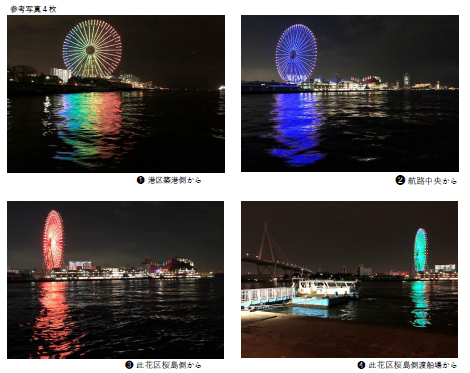 参考写真４枚
❶ 港区築港側から
❷ 航路中央から
❸ 此花区桜島側から
❹ 此花区桜島側渡船場から